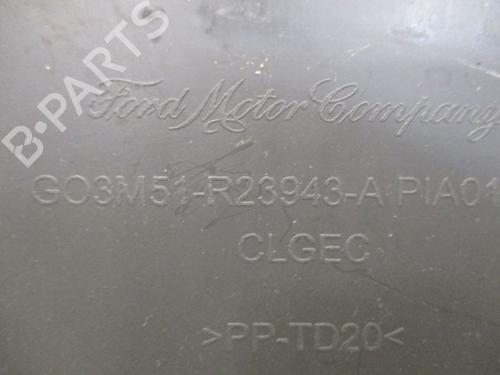 B-PARTS
Ford Motor Company
GO3M51-R23943-A PIA01
CLGEC
>PP-TD20<